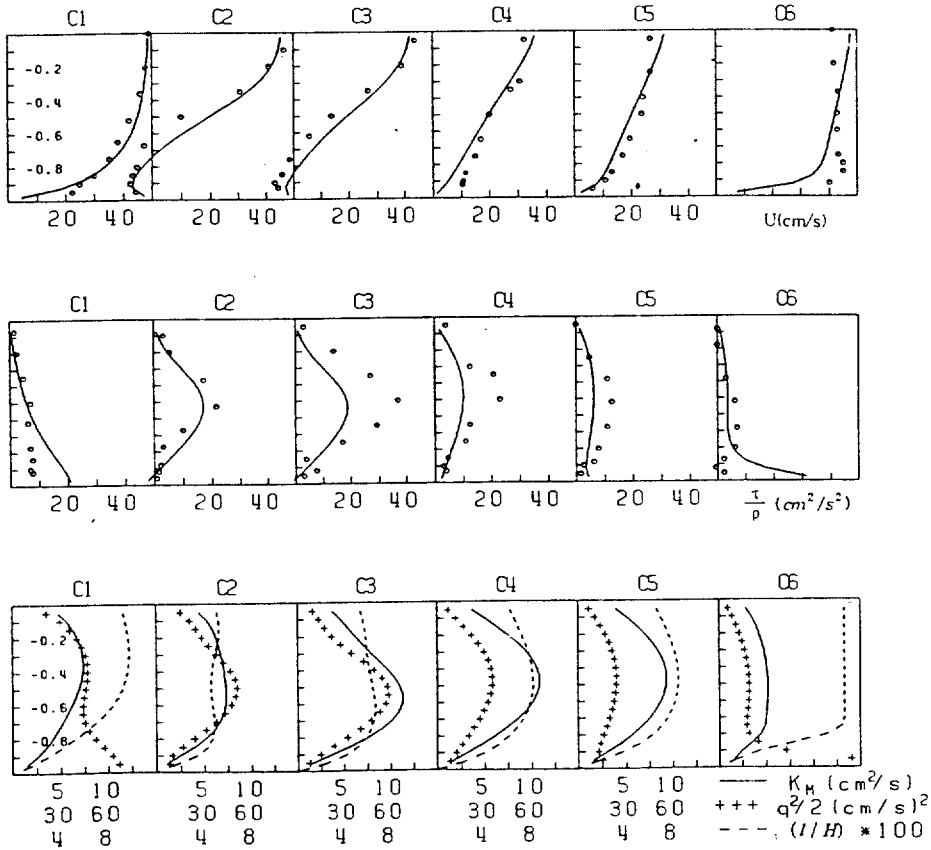 C1 C2 C3 C4 C5 C6
-0.2
-0.4
-0.6
-0.8
20 40 20 40 20 40 20 40 20 40 U(cm/s)
C1 C2 C3 C4 C5 C6
20 40 20 40 20 40 20 40 20 40 τ/ρ (cm²/s²)
C1 C2 C3 C4 C5 C6
-0.2
-0.4
-0.6
-0.8
5 10 5 10 5 10 5 10 5 10 K_M (cm²/s)
30 60 30 60 30 60 30 60 30 60 +++ q²/2 (cm/s)²
4 8 4 8 4 8 4 8 4 8 (l/H) *100